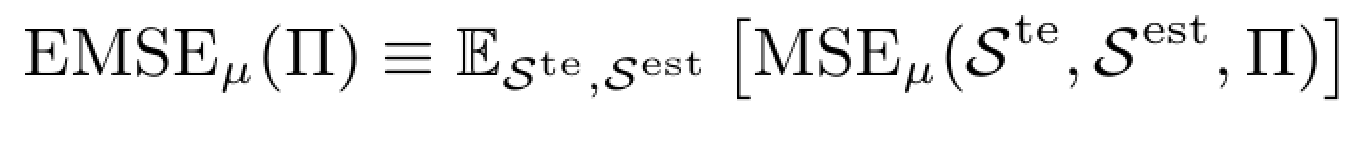 EMSE_μ(Π) ≡ 𝔼_{𝒮^te,𝒮^est} [MSE_μ(𝒮^te, 𝒮^est, Π)]